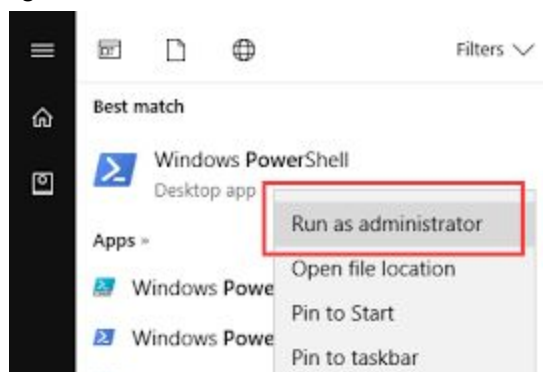 Filters
Best match
Windows PowerShell
Desktop app
Run as administrator
Apps »
Open file location
Windows Powe
Pin to Start
Windows Powe
Pin to taskbar